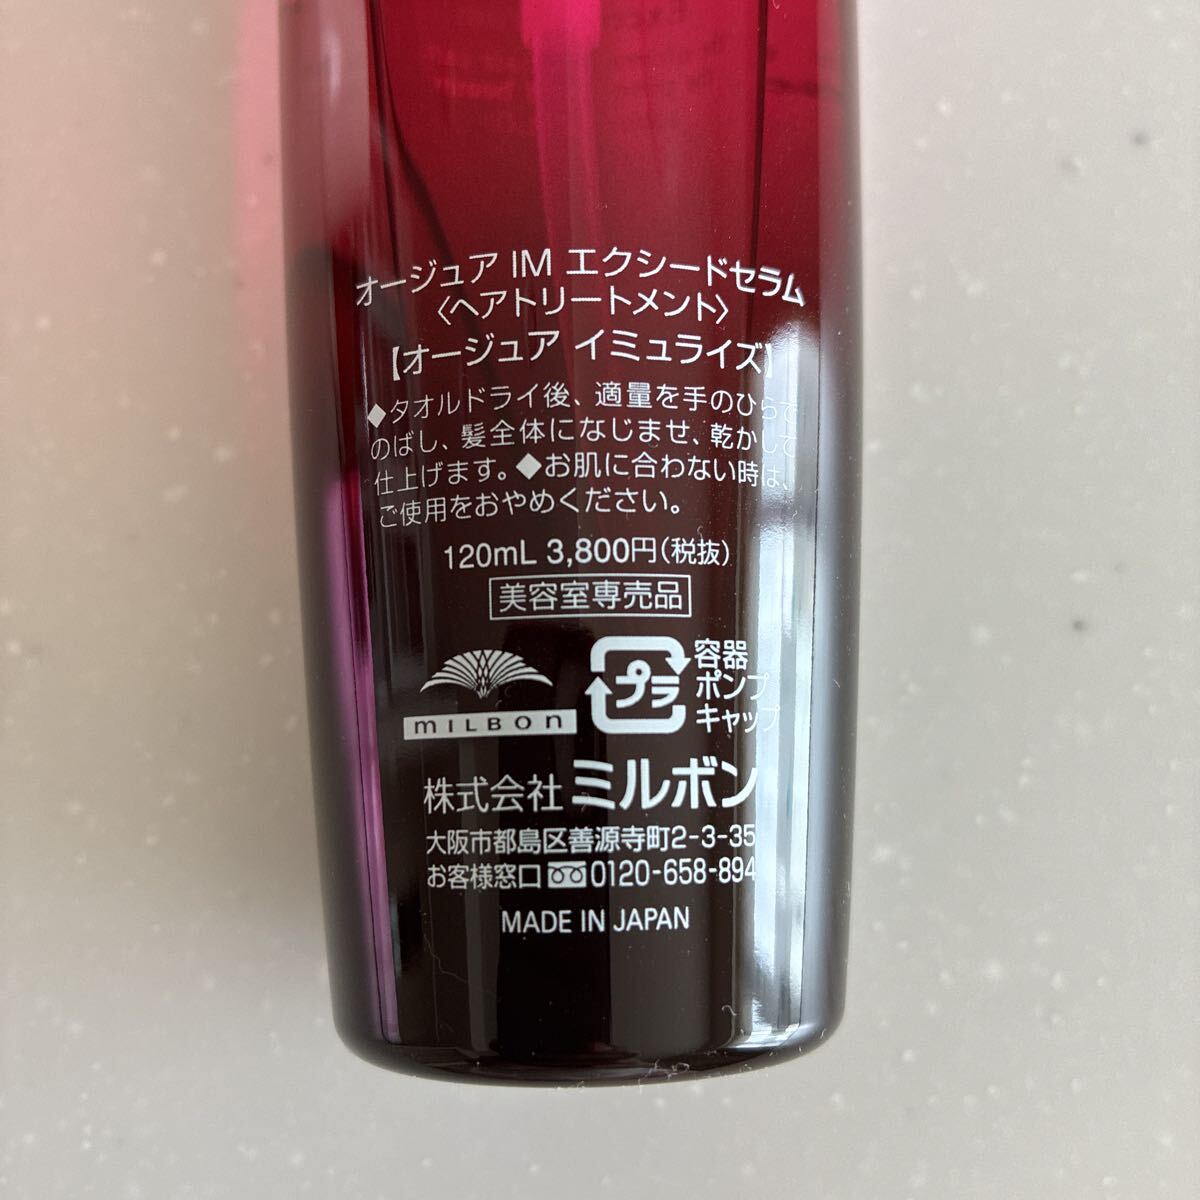 オージュア IM エクシードセラム
〈ヘアトリートメント〉
【オージュア イミュライズ】
◆タオルドライ後、適量を手のひらで
のばし、髪全体になじませ、乾かして
仕上げます。◆お肌に合わない時は、
ご使用をおやめください。
120mL 3,800円(税抜)
美容室専売品
プラ
容器
ポンプ
キャップ
MILBON
株式会社 ミルボン
大阪市都島区善源寺町2-3-35
お客様窓口 0120-658-894
MADE IN JAPAN